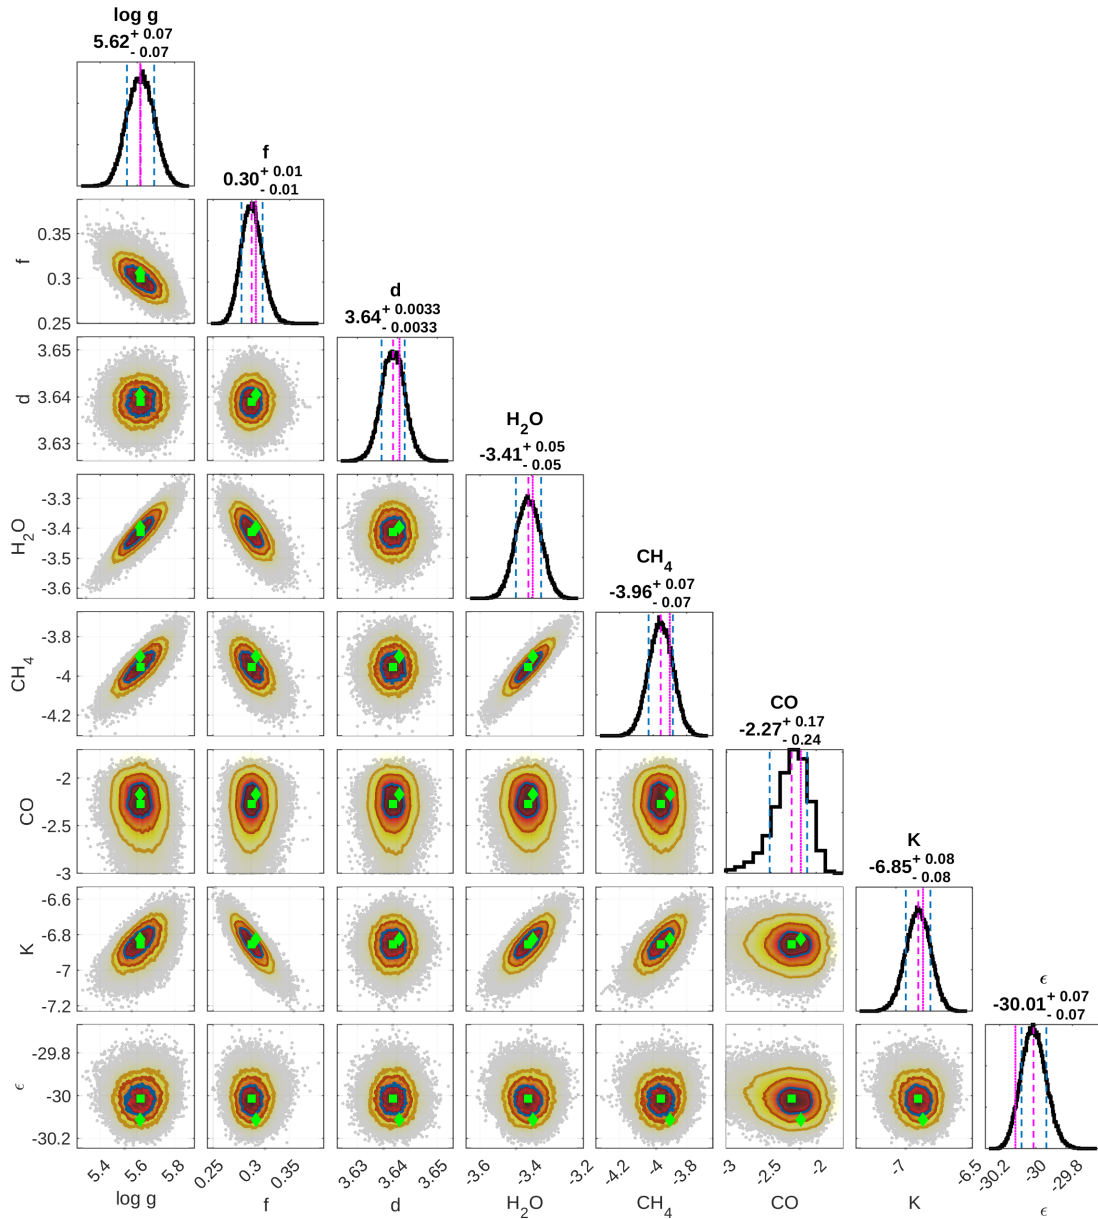 log g
5.62 + 0.07 - 0.07
f
0.30 + 0.01 - 0.01
0.35
0.3
0.25
f
d
3.64 + 0.0033 - 0.0033
3.65
3.64
3.63
d
H₂O
-3.41 + 0.05 - 0.05
-3.3
-3.4
-3.5
-3.6
H₂O
CH₄
-3.96 + 0.07 - 0.07
-3.8
-4
-4.2
CH₄
CO
-2.27 + 0.17 - 0.24
-2
-2.5
-3
CO
K
-6.85 + 0.08 - 0.08
-6.6
-6.8
-7
-7.2
K
ϵ
-30.01 + 0.07 - 0.07
-29.8
-30
-30.2
ϵ
5.4 5.6 5.8 0.25 0.3 0.35 3.63 3.64 3.65 -3.6 -3.4 -3.2 -4.2 -4 -3.8 -3 -2.5 -2 -7 -6.5 -30.2 -30 -29.8
log g f d H₂O CH₄ CO K ϵ